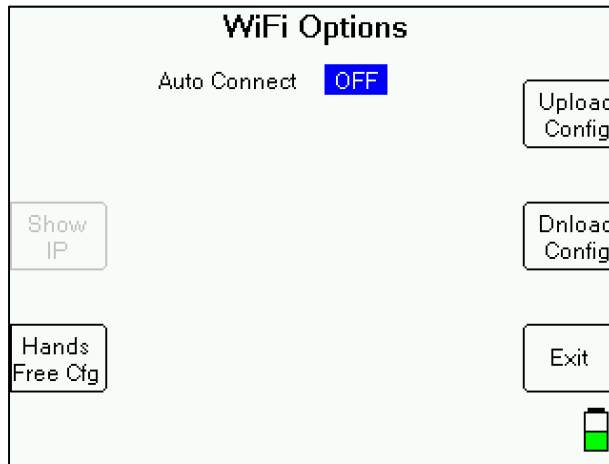 WiFi Options
Auto Connect OFF
Upload
Config
Show
IP
Dnload
Config
Hands
Free Cfg
Exit